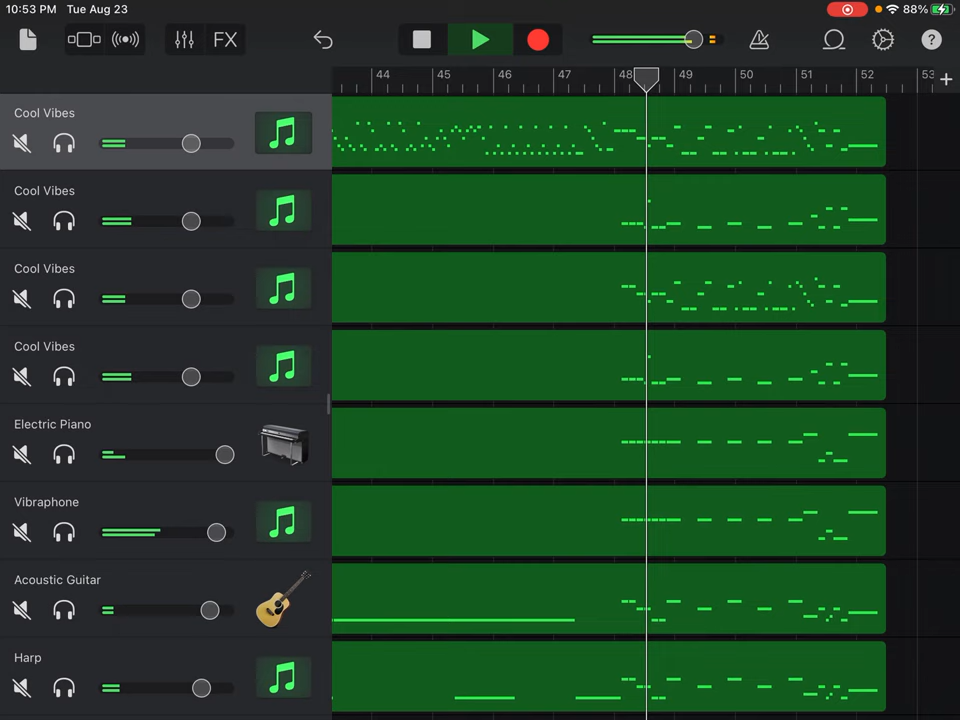 10:53 PM Tue Aug 23
88%
FX
?
44 45 46 47 48 49 50 51 52 53
Cool Vibes
Cool Vibes
Cool Vibes
Cool Vibes
Electric Piano
Vibraphone
Acoustic Guitar
Harp